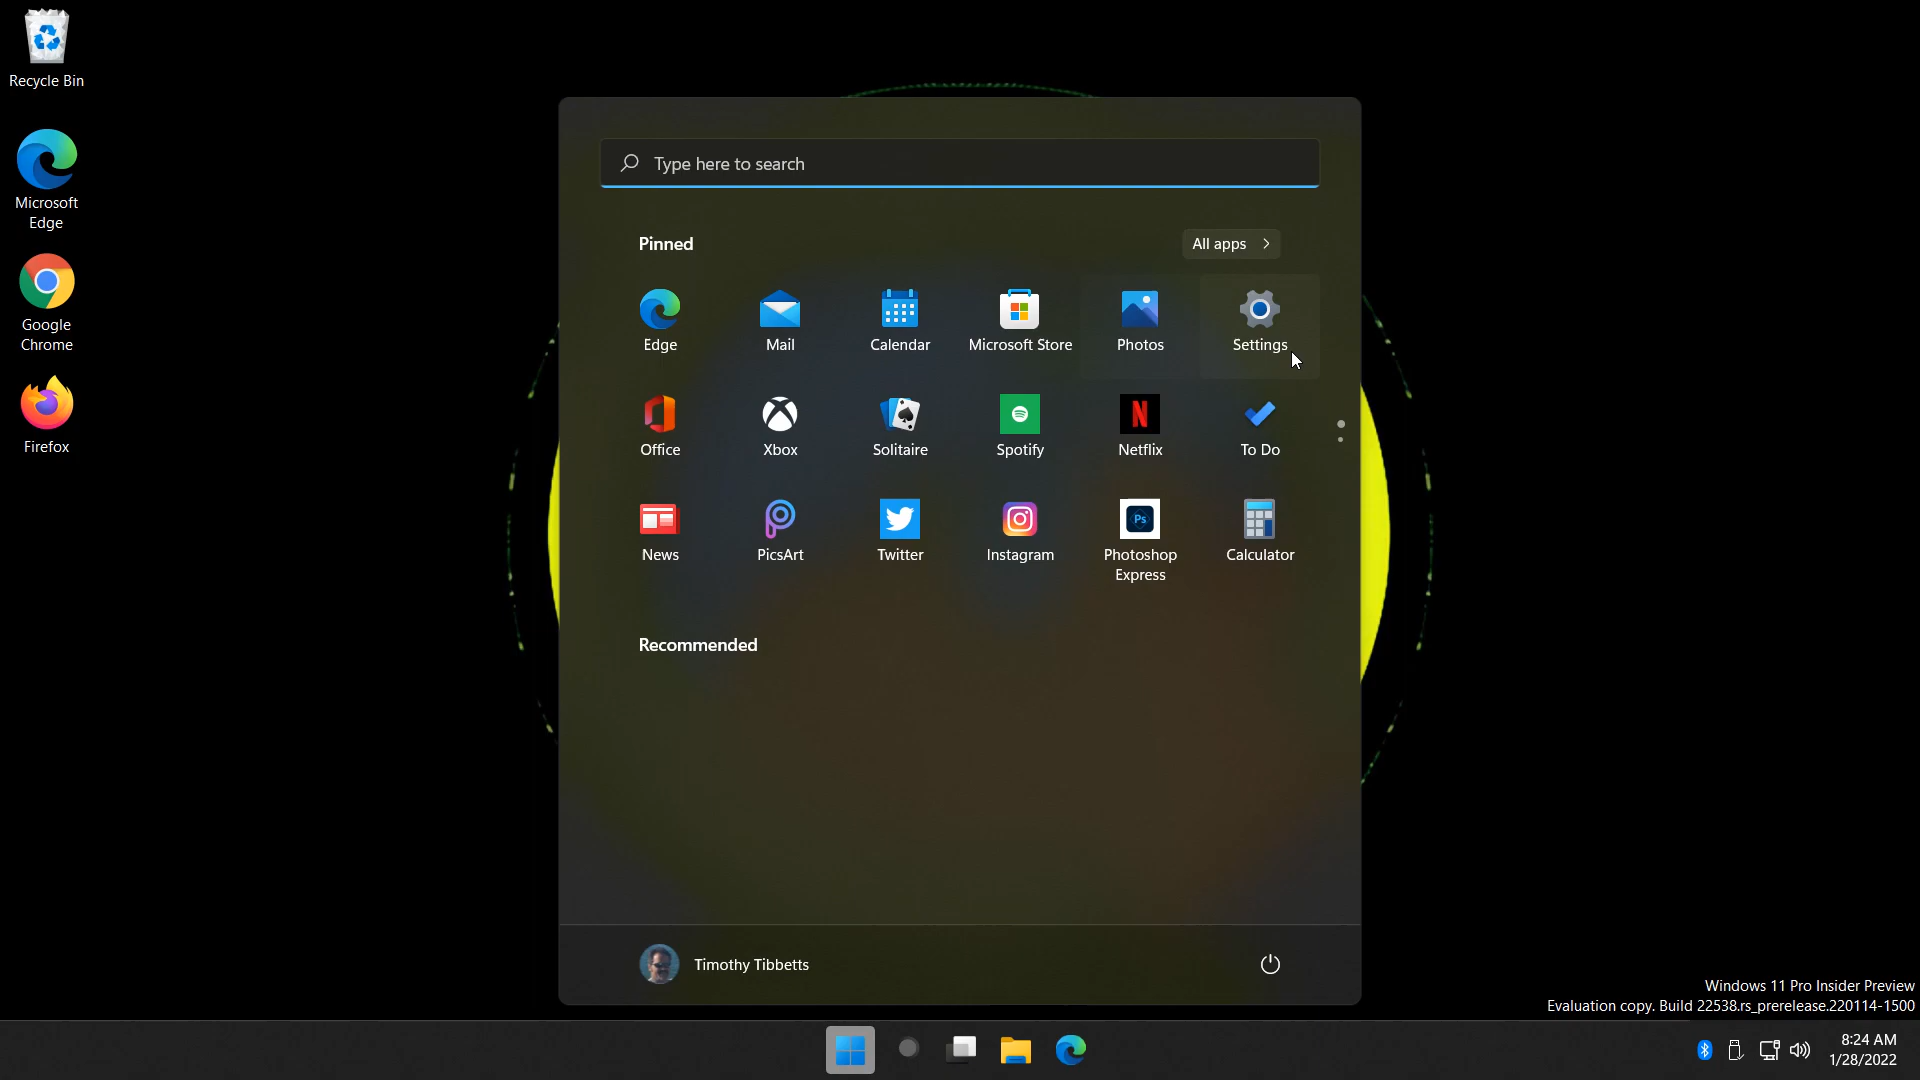 Recycle Bin
Microsoft
Edge
Google
Chrome
Firefox
Type here to search
Pinned
All apps
Edge
Mail
Calendar
Microsoft Store
Photos
Settings
Office
Xbox
Solitaire
Spotify
Netflix
To Do
News
PicsArt
Twitter
Instagram
Photoshop
Express
Calculator
Ps
N
Recommended
Timothy Tibbetts
Windows 11 Pro Insider Preview
Evaluation copy. Build 22538.rs_prerelease.220114-1500
8:24 AM
1/28/2022